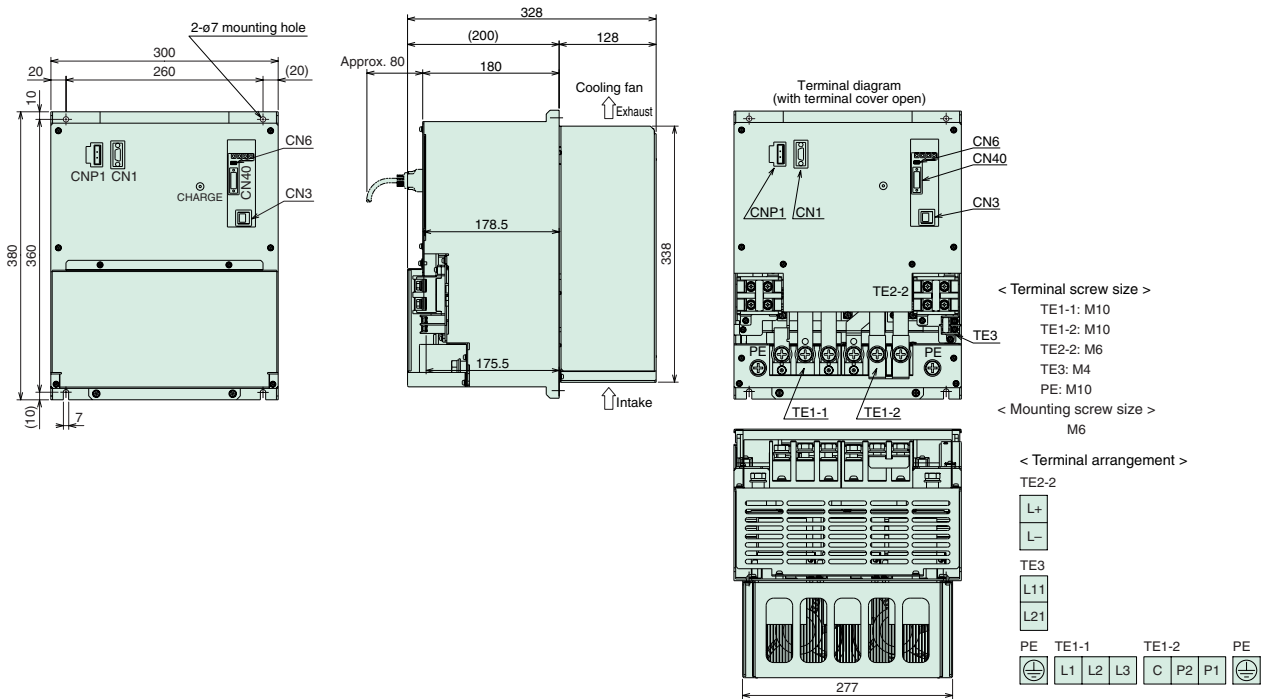 2-ø7 mounting hole
300
20
260
(20)
10
380
360
(10)
7
CNP1
CN1
CHARGE
CN40
CN6
CN3
328
(200)
128
Approx. 80
180
Cooling fan
Exhaust
178.5
338
175.5
Intake
Terminal diagram
(with terminal cover open)
CN6
CN40
CN3
CNP1
CN1
TE2-2
TE3
PE
PE
TE1-1
TE1-2
277
< Terminal screw size >
TE1-1: M10
TE1-2: M10
TE2-2: M6
TE3: M4
PE: M10
< Mounting screw size >
M6
< Terminal arrangement >
TE2-2
L+
L–
TE3
L11
L21
PE TE1-1 TE1-2 PE
L1 L2 L3 C P2 P1